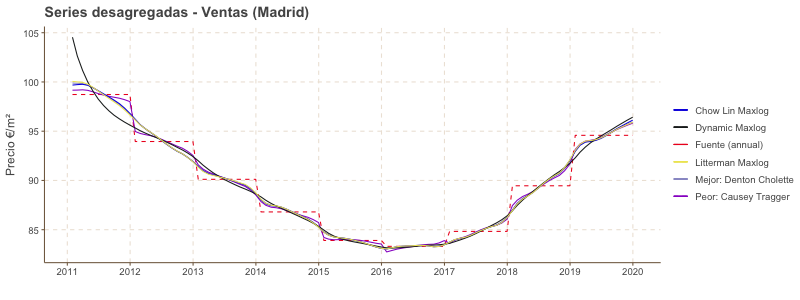 Series desagregadas - Ventas (Madrid)
Precio €/m²
105
100
95
90
85
2011 2012 2013 2014 2015 2016 2017 2018 2019 2020
Chow Lin Maxlog
Dynamic Maxlog
Fuente (annual)
Litterman Maxlog
Mejor: Denton Cholette
Peor: Causey Tragger